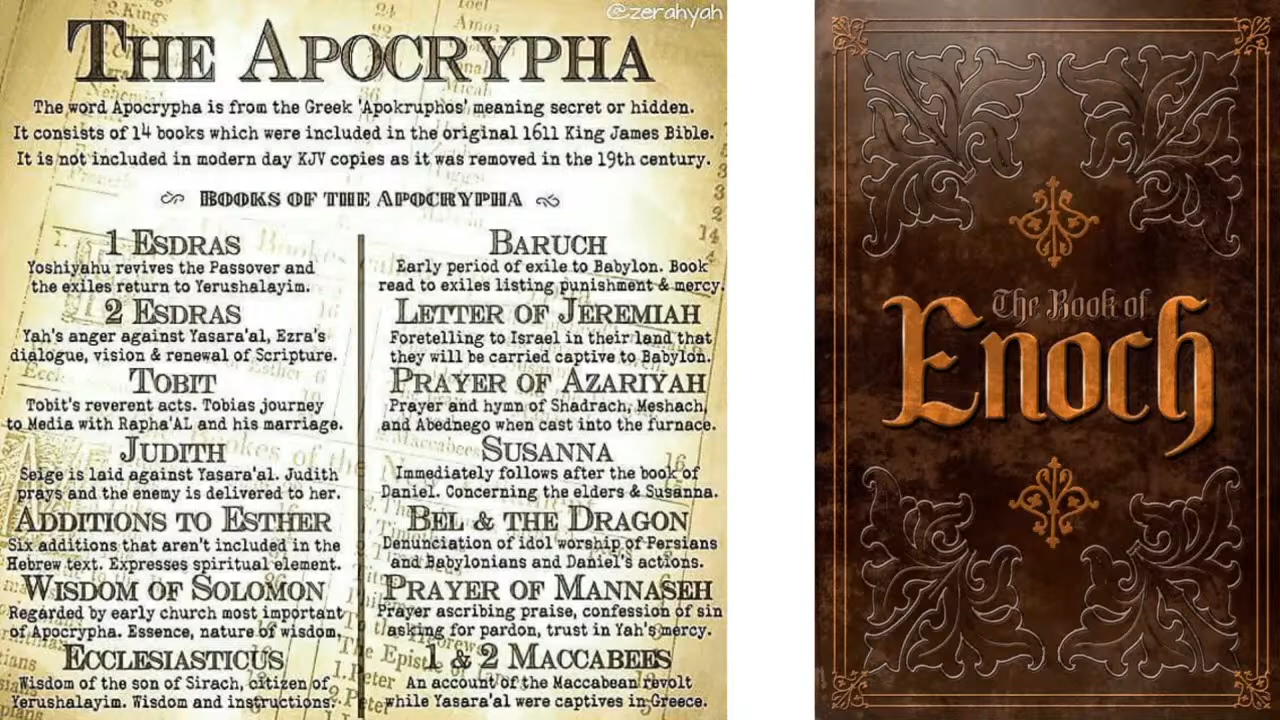 @zerahyah
THE APOCRYPHA
The word Apocrypha is from the Greek 'Apokruphos' meaning secret or hidden.
It consists of 14 books which were included in the original 1611 King James Bible.
It is not included in modern day KJV copies as it was removed in the 19th century.
BOOKS OF THE APOCRYPHA
1 ESDRAS
Yoshiyahu revives the Passover and
the exiles return to Yerushalayim.
2 ESDRAS
Yah's anger against Yasara'al, Ezra's
dialogue, vision & renewal of Scripture.
TOBIT
Tobit's reverent acts. Tobias journey
to Media with Rapha'AL and his marriage.
JUDITH
Seige is laid against Yasara'al. Judith
prays and the enemy is delivered to her.
ADDITIONS TO ESTHER
Six additions that aren't included in the
Hebrew text. Expresses spiritual element.
WISDOM OF SOLOMON
Regarded by early church most important
of Apocrypha. Essence, nature of wisdom,
ECCLESIASTICUS
Wisdom of the son of Sirach, citizen of
Yerushalayim. Wisdom and instructions.
BARUCH
Early period of exile to Babylon. Book
read to exiles listing punishment & mercy.
LETTER OF JEREMIAH
Foretelling to Israel in their land that
they will be carried captive to Babylon.
PRAYER OF AZARIYAH
Prayer and hymn of Shadrach, Meshach,
and Abednego when cast into the furnace.
SUSANNA
Immediately follows after the book of
Daniel. Concerning the elders & Susanna.
BEL & THE DRAGON
Denunciation of idol worship of Persians
and Babylonians and Daniel's actions.
PRAYER OF MANNASEH
Prayer ascribing praise, confession of sin
asking for pardon, trust in Yah's mercy.
1 & 2 MACCABEES
An account of the Maccabean revolt
while Yasara'al were captives in Greece.
The Book of
Enoch